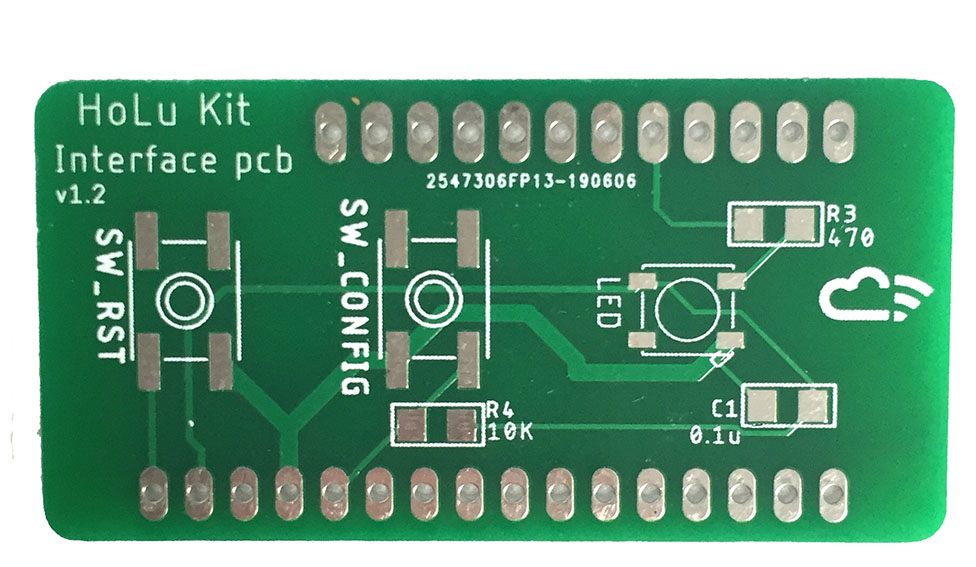 HoLu Kit
Interface pcb
v1.2
2547306FP13-190606
SW_RST
SW_CONFIG
LED
R3
470
R4
10K
C1
0.1u